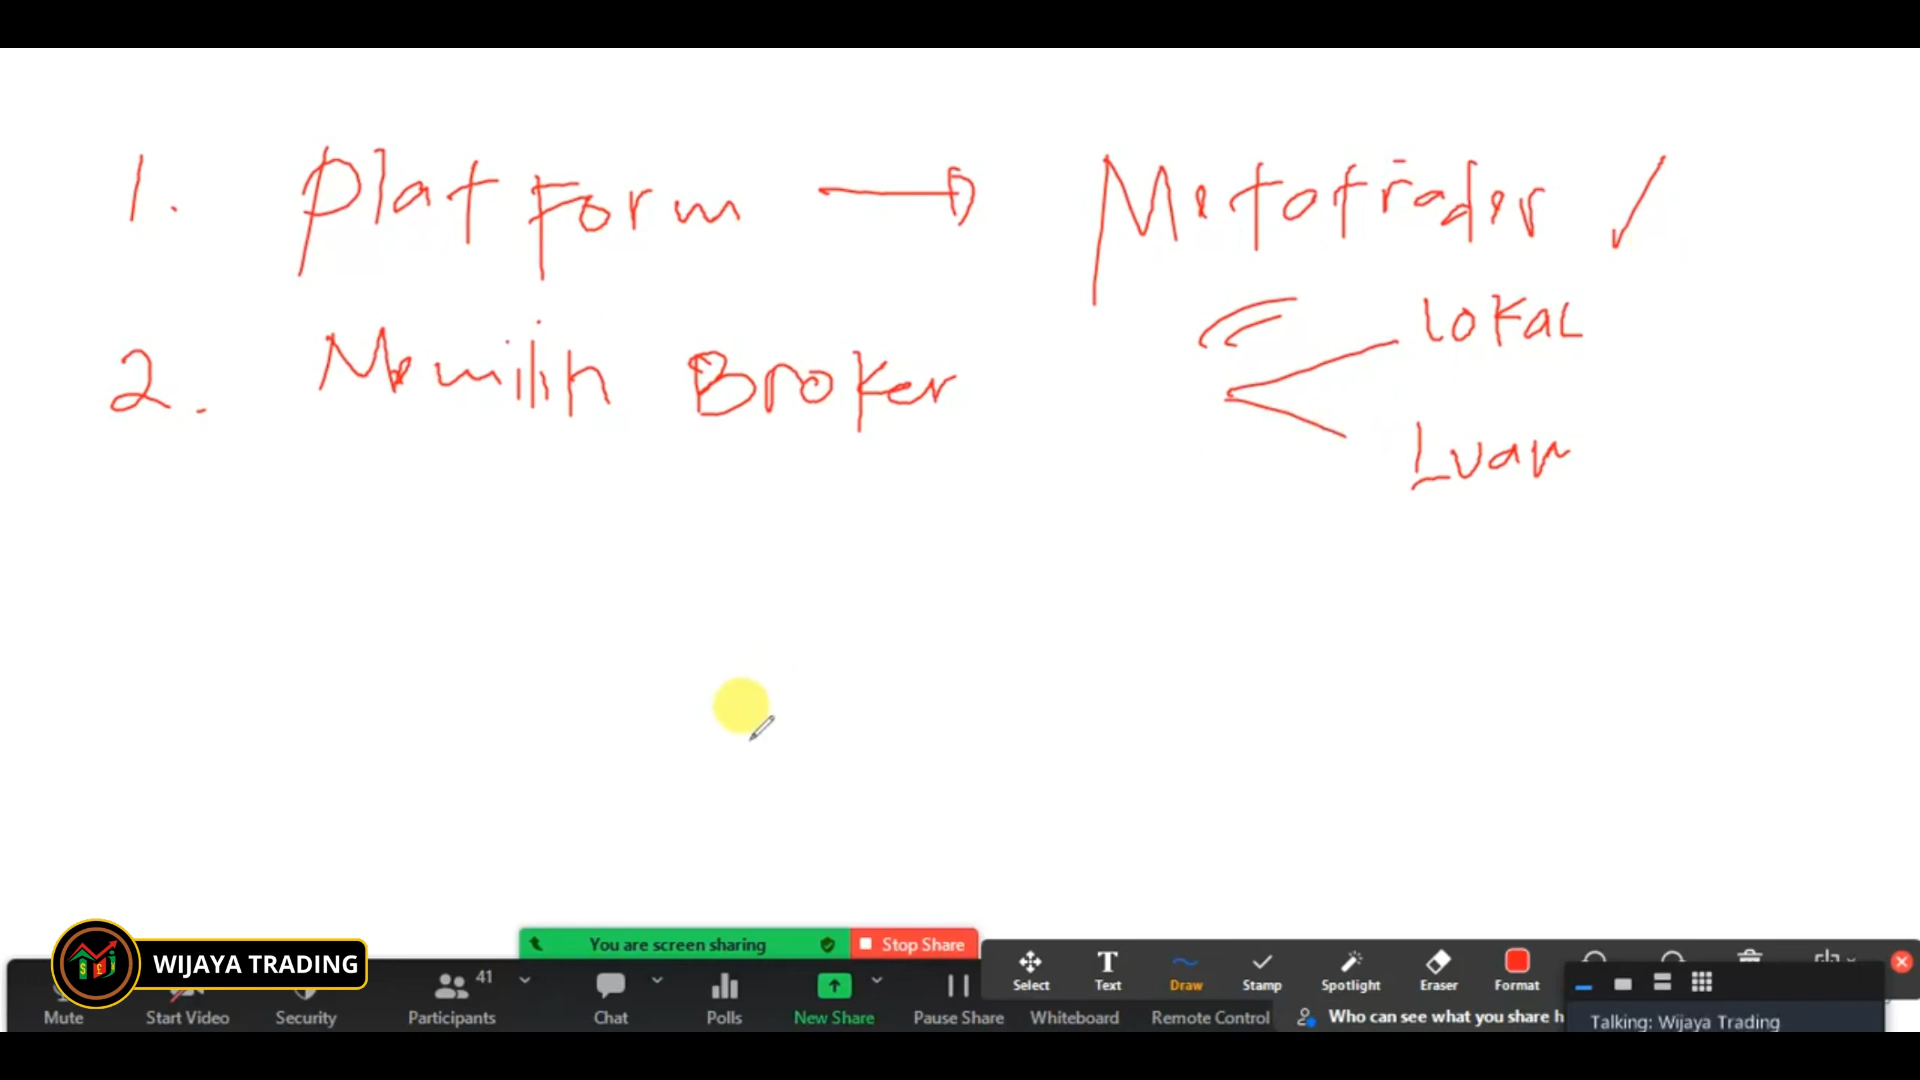 1. Platform → Metotrader ✓
Lokal
2. Memilih Broker
Luar
WIJAYA TRADING
You are screen sharing
Stop Share
Select Text Draw Stamp Spotlight Eraser Format
41
Mute Start Video Security Participants Chat Polls New Share Pause Share Whiteboard Remote Control
Who can see what you share h
Talking: Wijaya Trading